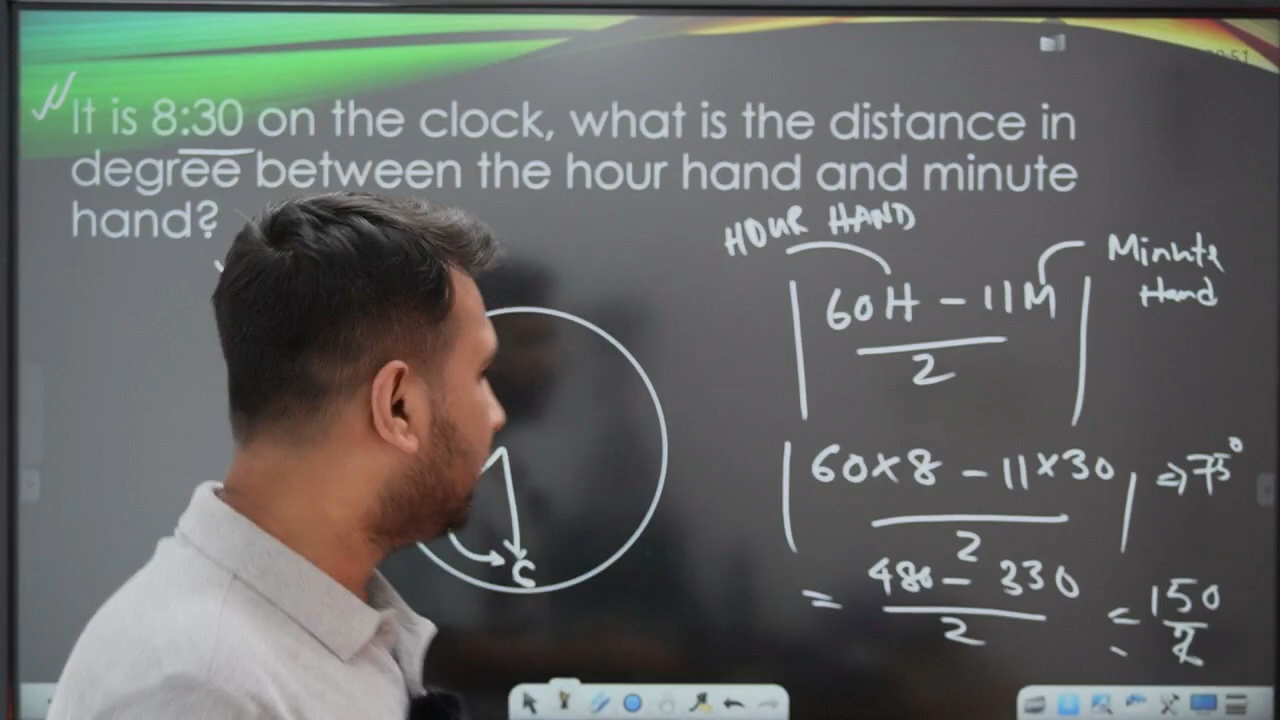 It is 8:30 on the clock, what is the distance in
degree between the hour hand and minute
hand?
HOUR HAND
Minute
Hand
| 60H - 11M |
2
| 60×8 - 11×30 | ⇒ 75°
2
= 480 - 330
2
= 150
2
6